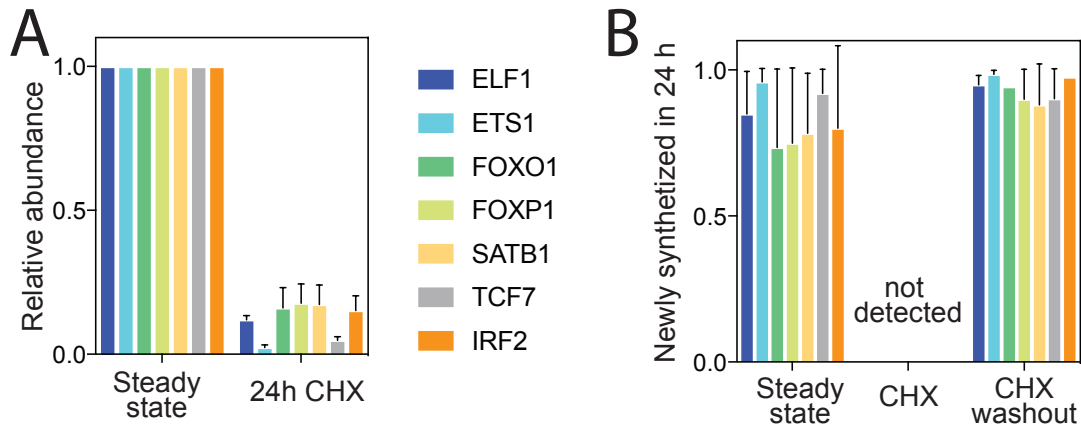 A
Relative abundance
1.0
0.5
0.0
Steady
state
24h CHX
ELF1
ETS1
FOXO1
FOXP1
SATB1
TCF7
IRF2
B
Newly synthetized in 24 h
1.0
0.5
0.0
not
detected
Steady
state
CHX
CHX
washout